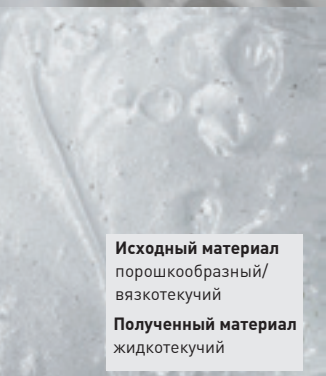 Исходный материал
порошкообразный/
вязкотекучий
Полученный материал
жидкотекучий